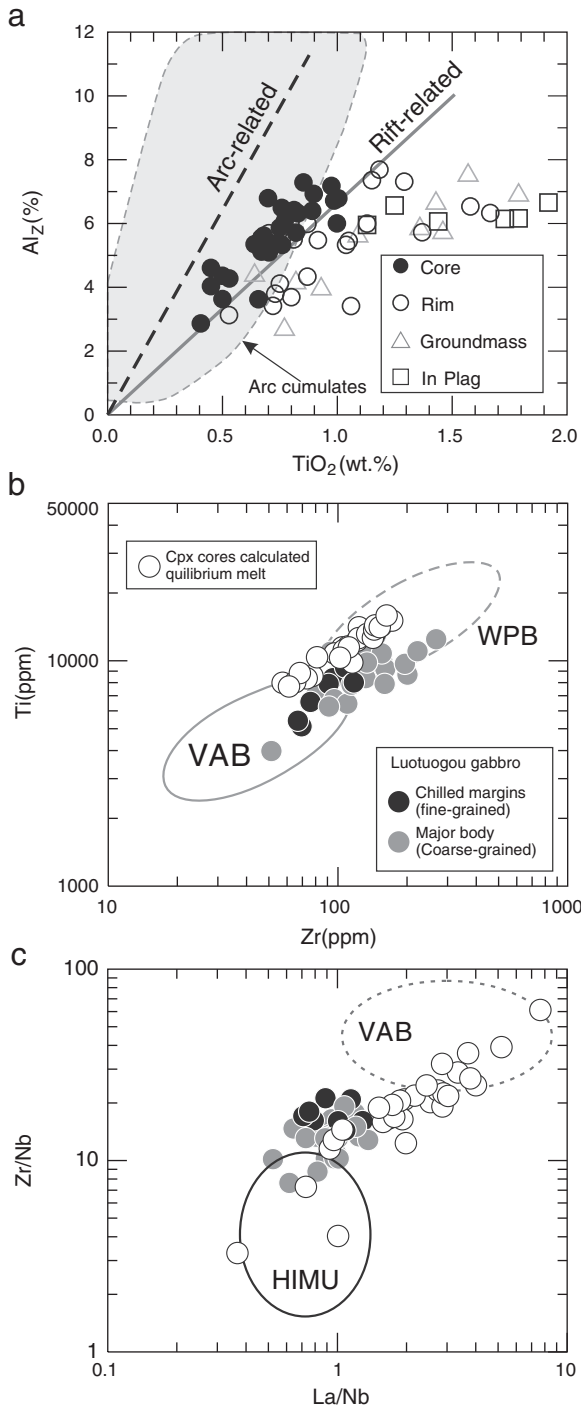 a
12
10
8
6
4
2
0
Al_Z(%)
Arc-related
Rift-related
Core
Rim
Groundmass
In Plag
Arc cumulates
0.0
0.5
1.0
1.5
2.0
TiO2(wt.%)
b
50000
10000
1000
Ti(ppm)
Cpx cores calculated
quilibrium melt
WPB
VAB
Luotuogou gabbro
Chilled margins
(fine-grained)
Major body
(Coarse-grained)
10
100
1000
Zr(ppm)
c
100
10
1
Zr/Nb
VAB
HIMU
0.1
1
10
La/Nb